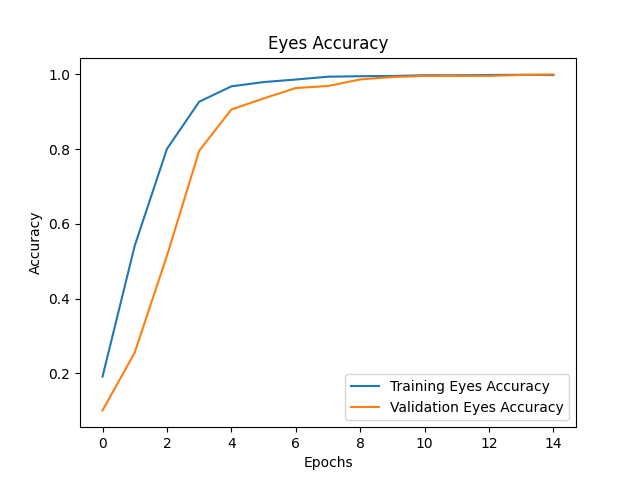 Eyes Accuracy
1.0
0.8
0.6
0.4
0.2
Accuracy
0 2 4 6 8 10 12 14
Epochs
Training Eyes Accuracy
Validation Eyes Accuracy